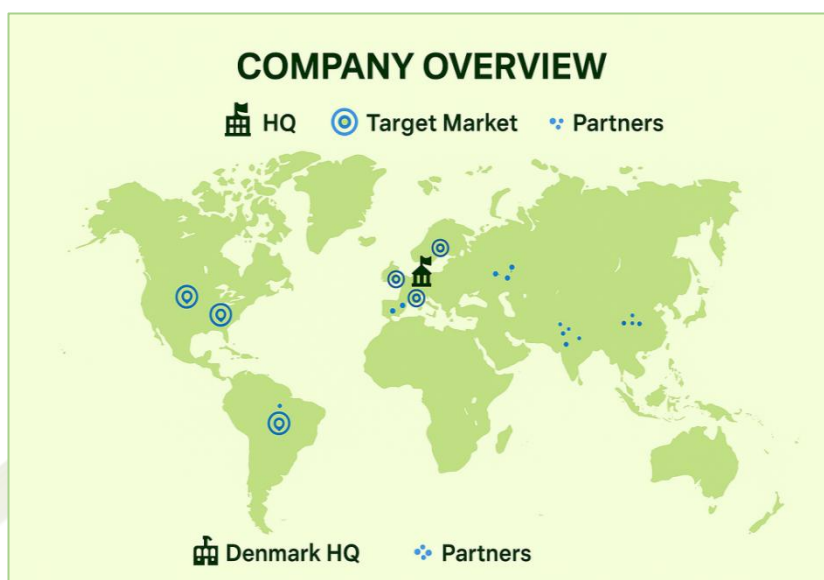 COMPANY OVERVIEW
HQ Target Market Partners
Denmark HQ Partners